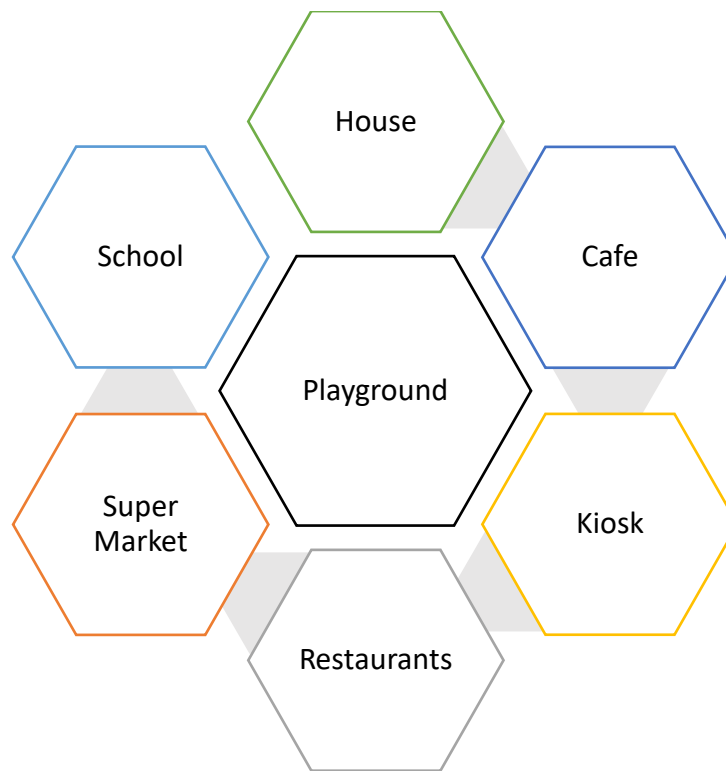 House
School
Cafe
Playground
Super
Market
Kiosk
Restaurants